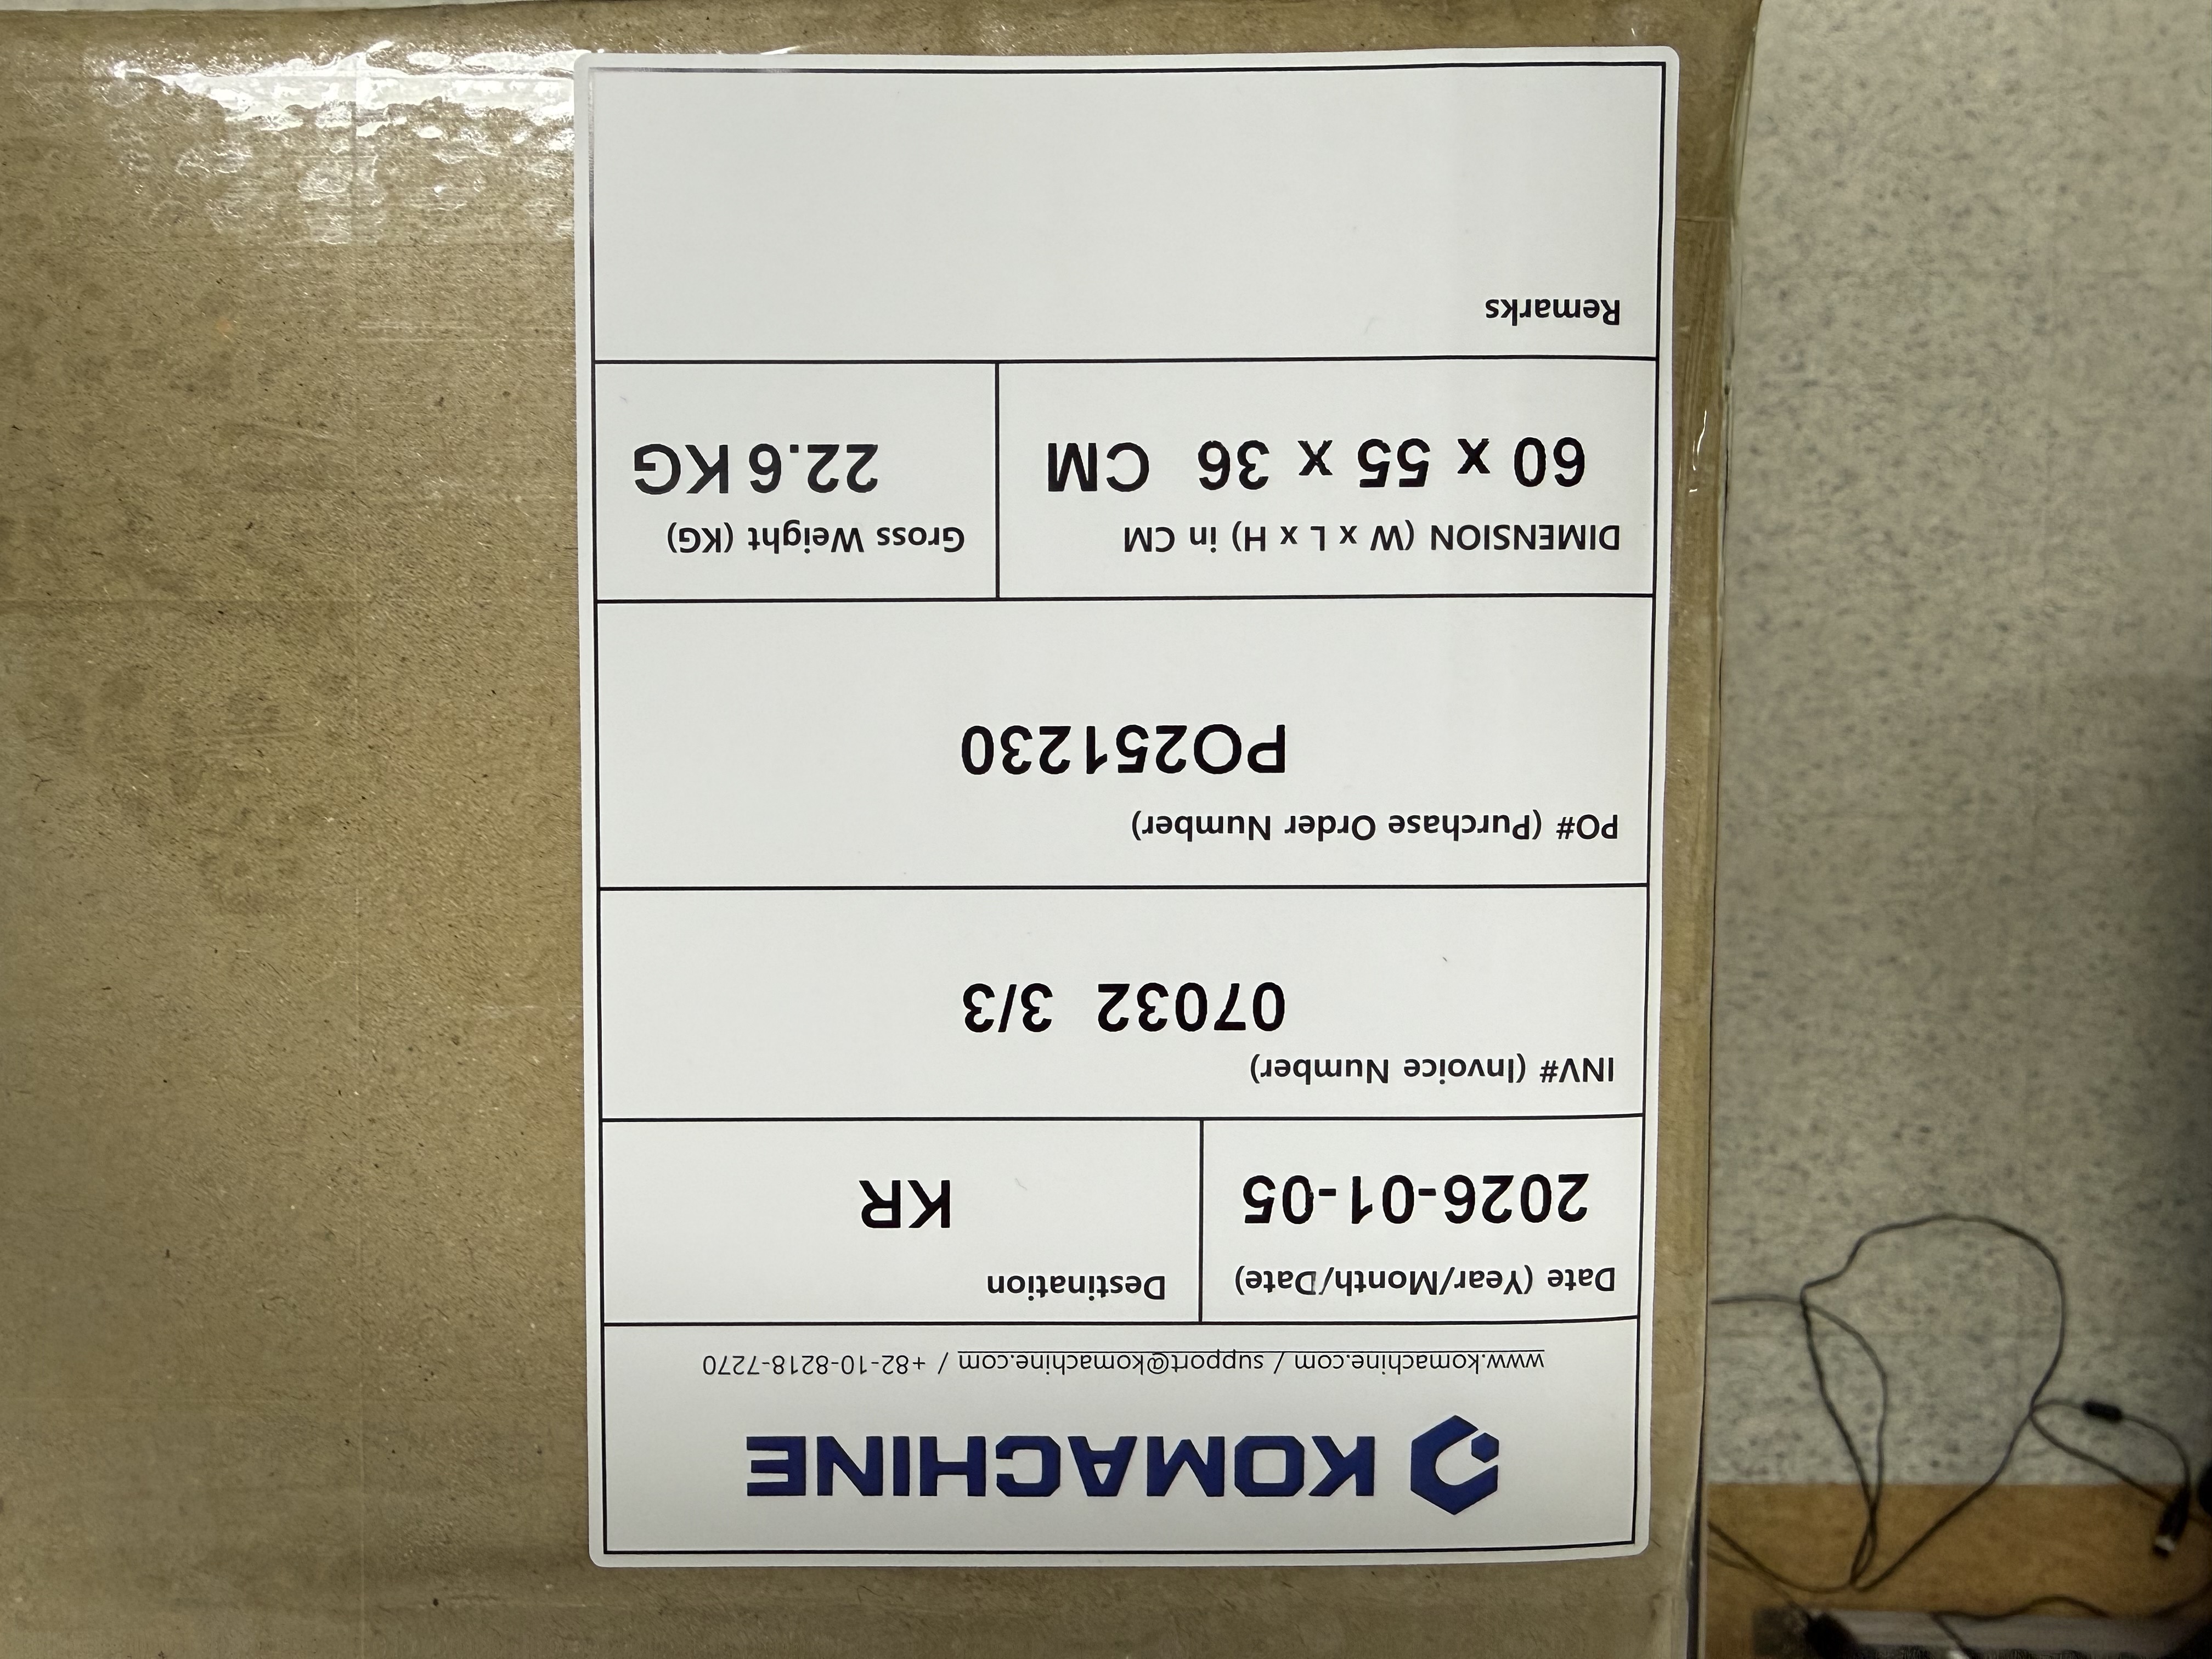 KOMACHINE
www.komachine.com / support@komachine.com / +82-10-8218-7270
Date (Year/Month/Date)
2026-01-05
Destination
KR
INV# (Invoice Number)
07032 3/3
PO# (Purchase Order Number)
PO251230
DIMENSION (W x L x H) in CM
60 x 55 x 36 CM
Gross Weight (KG)
22.6 KG
Remarks